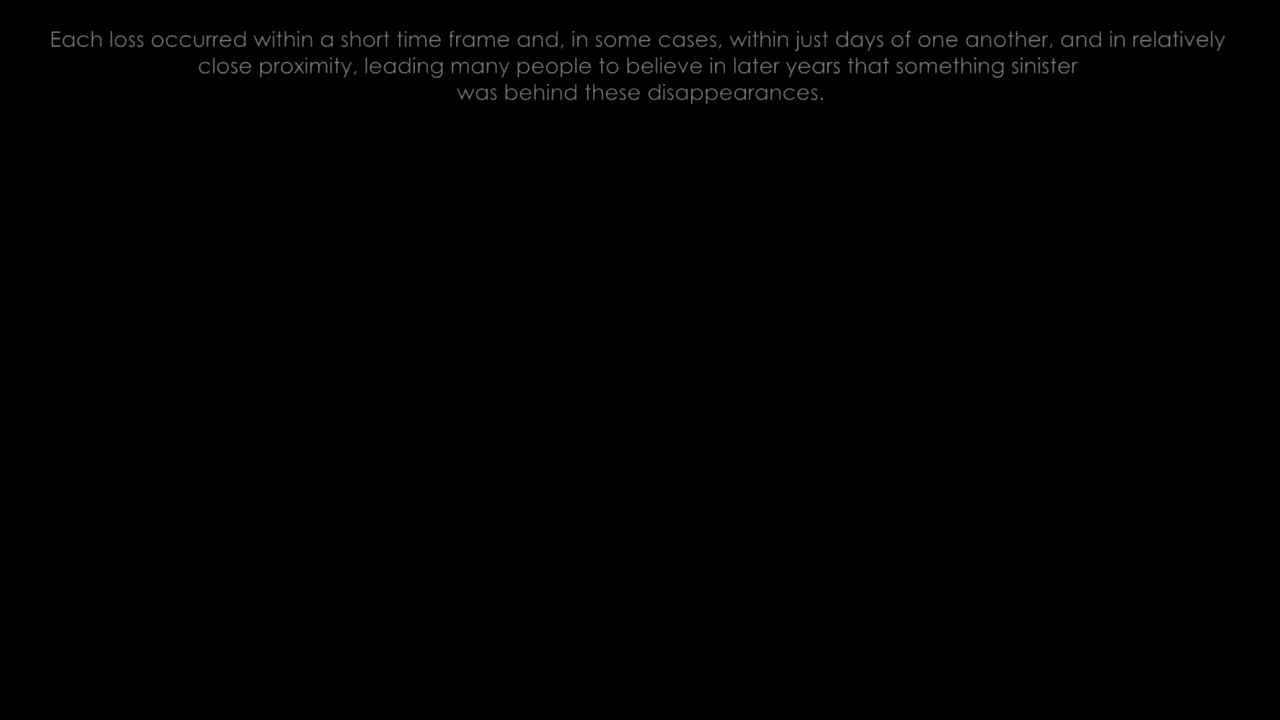 Each loss occurred within a short time frame and, in some cases, within just days of one another, and in relatively
close proximity, leading many people to believe in later years that something sinister
was behind these disappearances.